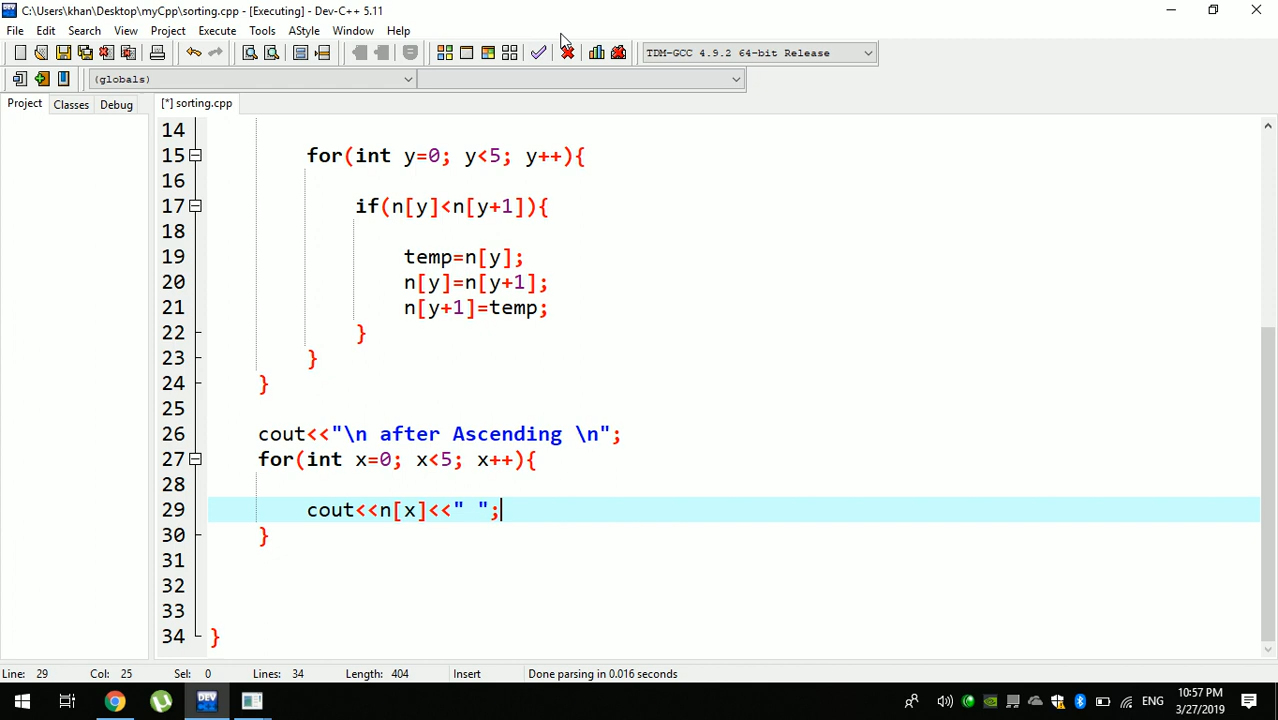 C:\Users\khan\Desktop\myCpp\sorting.cpp - [Executing] - Dev-C++ 5.11
File Edit Search View Project Execute Tools AStyle Window Help
TDM-GCC 4.9.2 64-bit Release
(globals)
Project Classes Debug [*] sorting.cpp
14
15 for(int y=0; y<5; y++){
16
17 if(n[y]<n[y+1]){
18
19 temp=n[y];
20 n[y]=n[y+1];
21 n[y+1]=temp;
22 }
23 }
24 }
25
26 cout<<"\n after Ascending \n";
27 for(int x=0; x<5; x++){
28
29 cout<<n[x]<<" ";
30 }
31
32
33
34 }
Line: 29 Col: 25 Sel: 0 Lines: 34 Length: 404 Insert Done parsing in 0.016 seconds
DEV
ENG
10:57 PM
3/27/2019